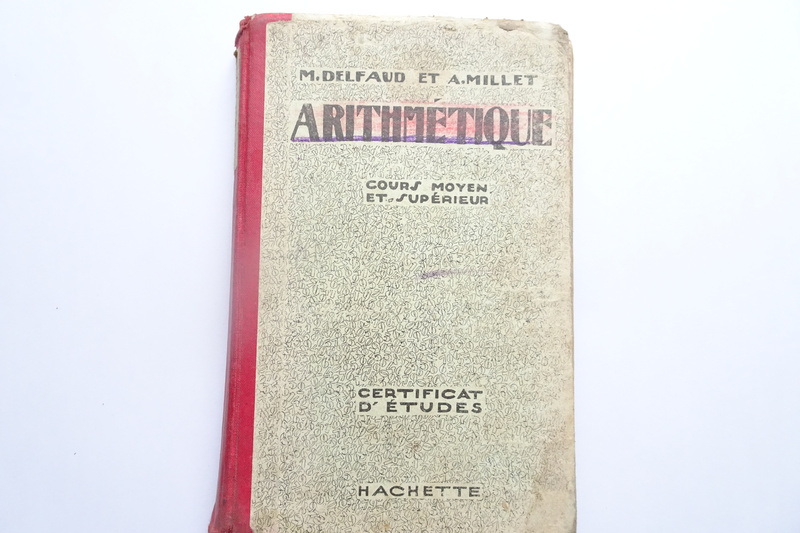 M. DELFAUD ET A. MILLET
ARITHMÉTIQUE
COURS MOYEN
ET SUPÉRIEUR
CERTIFICAT
D'ÉTUDES
HACHETTE